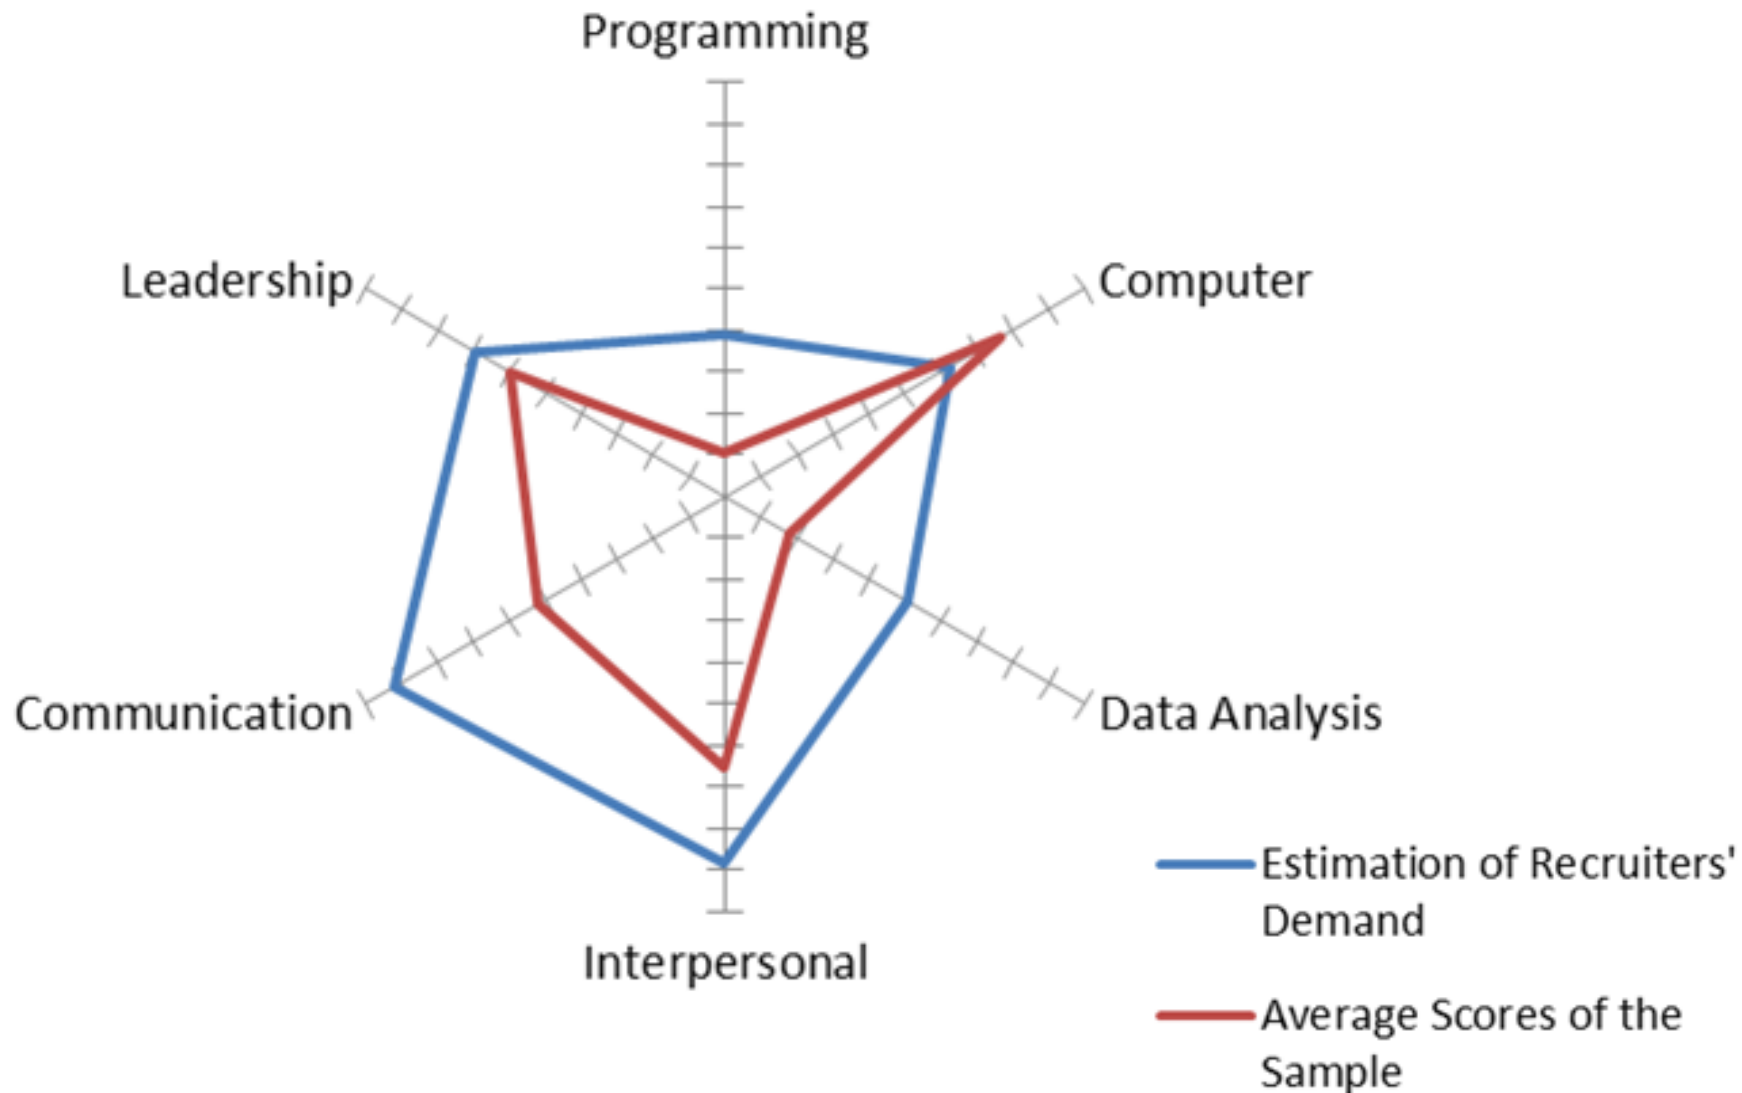 Programming
Leadership
Computer
Communication
Data Analysis
Interpersonal
Estimation of Recruiters'
Demand
Average Scores of the
Sample